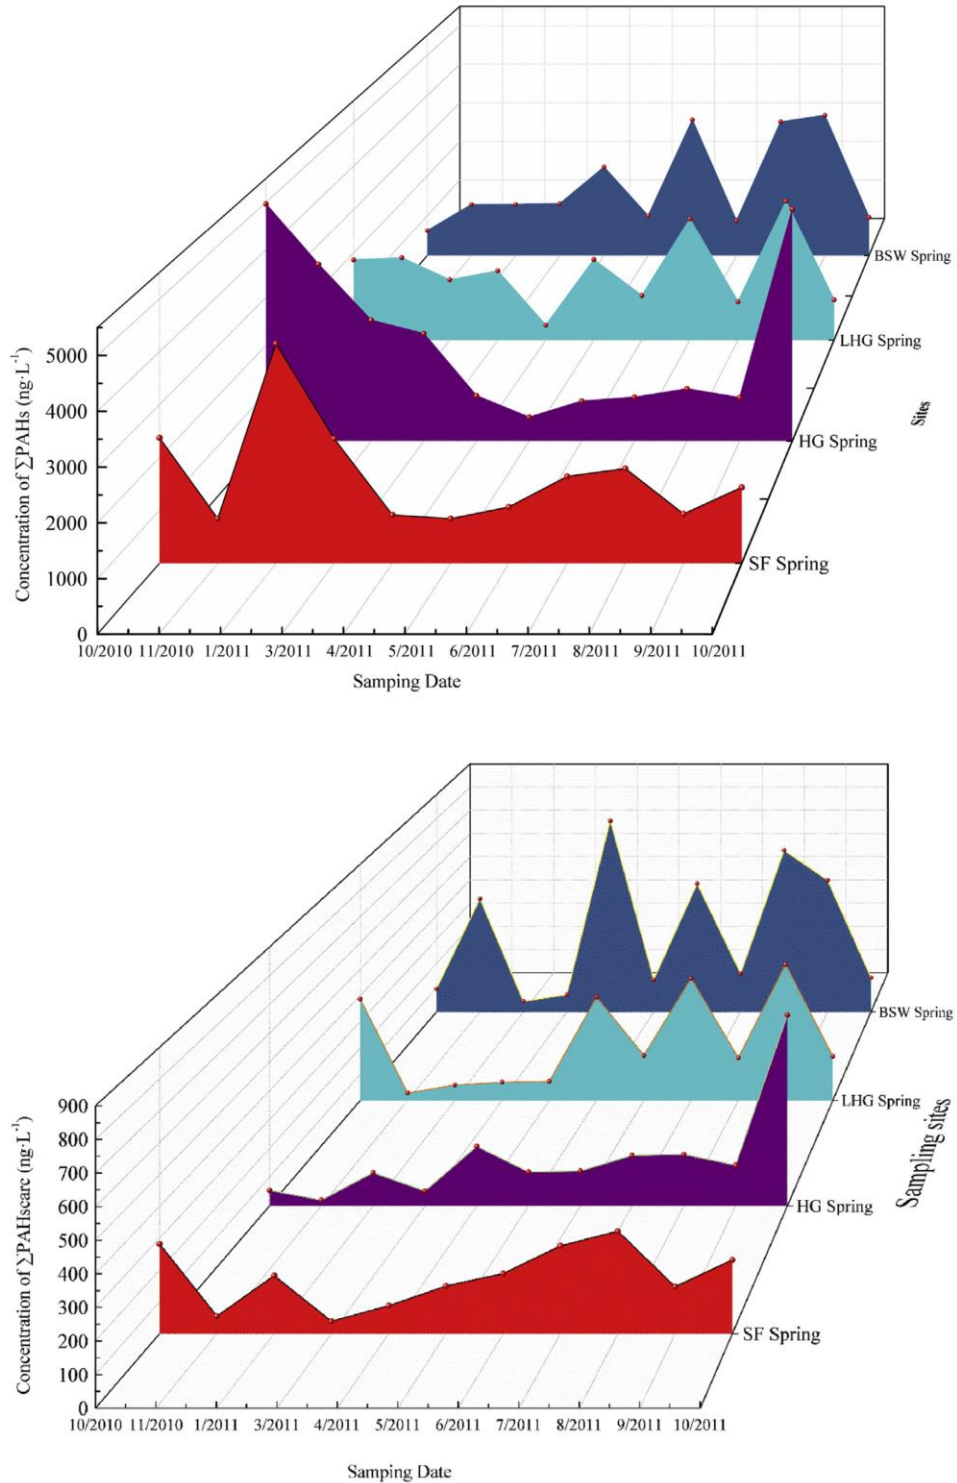 BSW Spring
LHG Spring
Sites
HG Spring
SF Spring
Concentration of ∑PAHs (ng·L⁻¹)
5000
4000
3000
2000
1000
0
10/2010 11/2010 1/2011 3/2011 4/2011 5/2011 6/2011 7/2011 8/2011 9/2011 10/2011
Samping Date
BSW Spring
LHG Spring
Sampling sites
HG Spring
SF Spring
Concentration of ∑PAHscarc (ng·L⁻¹)
900
800
700
600
500
400
300
200
100
0
10/2010 11/2010 1/2011 3/2011 4/2011 5/2011 6/2011 7/2011 8/2011 9/2011 10/2011
Samping Date